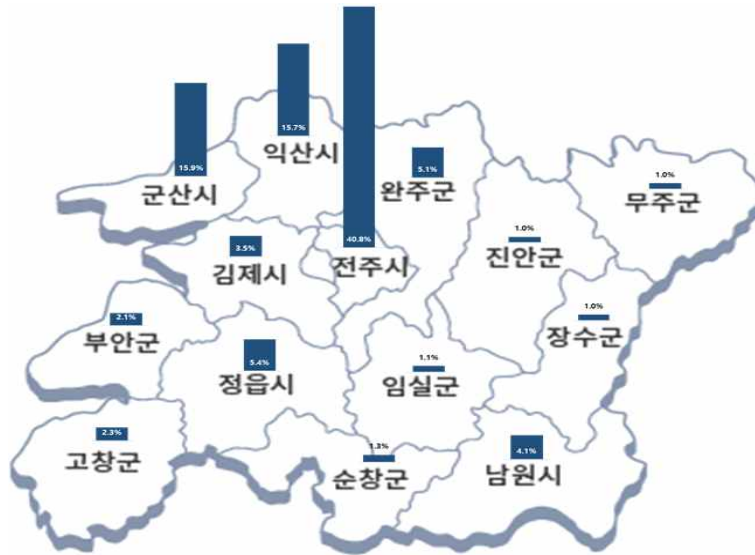 15.7%
익산시
15.9%
군산시
5.1%
완주군
1.0%
무주군
40.8%
전주시
3.5%
김제시
1.0%
진안군
1.0%
장수군
2.1%
부안군
5.4%
정읍시
1.1%
임실군
2.3%
고창군
1.3%
순창군
4.1%
남원시